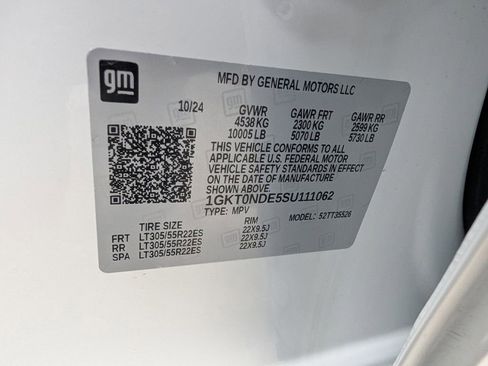 gm
MFD BY GENERAL MOTORS LLC
10/24 GVWR GAWR FRT GAWR RR
4538 KG 2300 KG 2599 KG
10005 LB 5070 LB 5730 LB
THIS VEHICLE CONFORMS TO ALL
APPLICABLE U.S. FEDERAL MOTOR
VEHICLE SAFETY STANDARDS IN EFFECT
ON THE DATE OF MANUFACTURE
SHOWN ABOVE.
1GKT0NDE5SU111062
TYPE: MPV MODEL: 52TT35526
TIRE SIZE RIM
FRT LT305/55R22ES 22X9.5J
RR LT305/55R22ES 22X9.5J
SPA LT305/55R22ES 22X9.5J